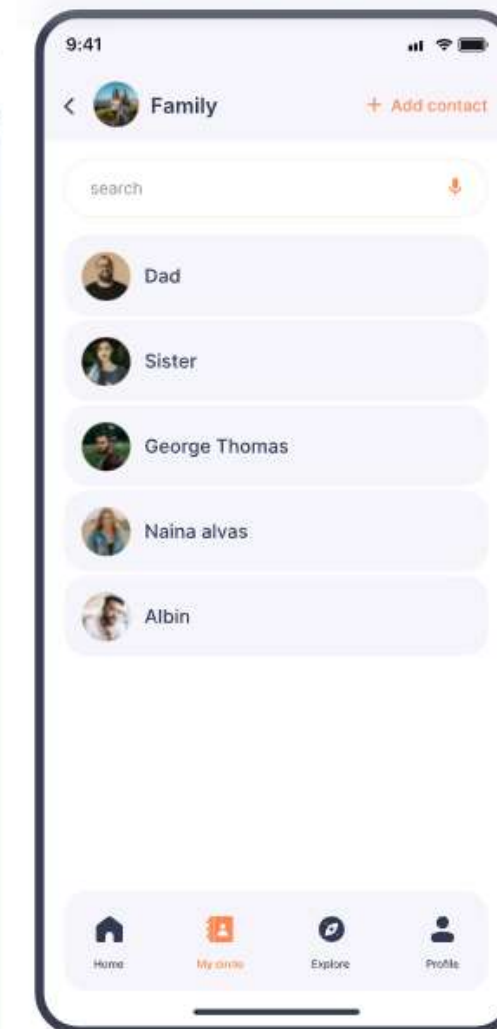 9:41
Family
+ Add contact
search
Dad
Sister
George Thomas
Naina alvas
Albin
Home
My circle
Explore
Profile